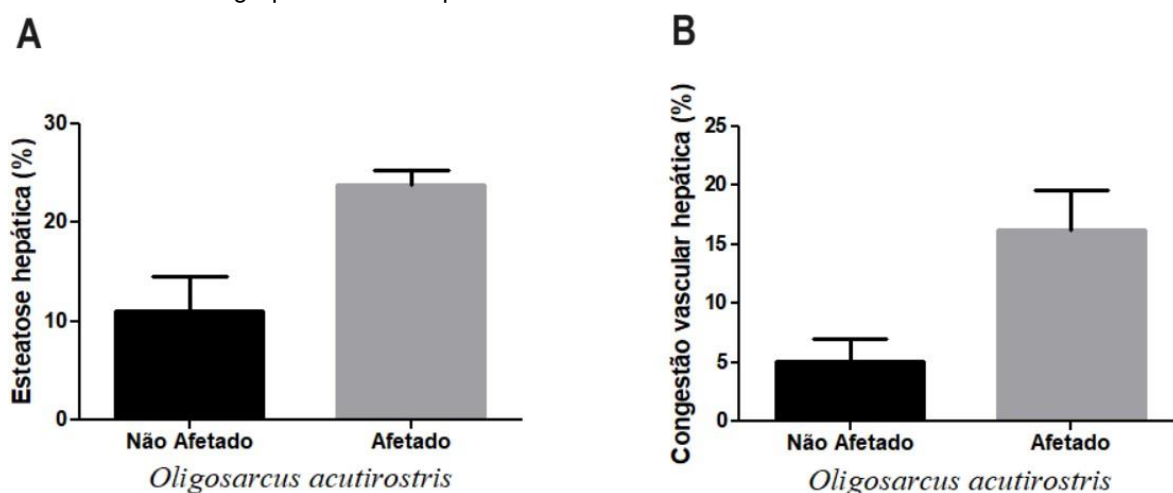 A
Esteatose hepática (%)
30
20
10
0
Não Afetado
Afetado
Oligosarcus acutirostris
B
Congestão vascular hepática (%)
25
20
15
10
5
0
Não Afetado
Afetado
Oligosarcus acutirostris